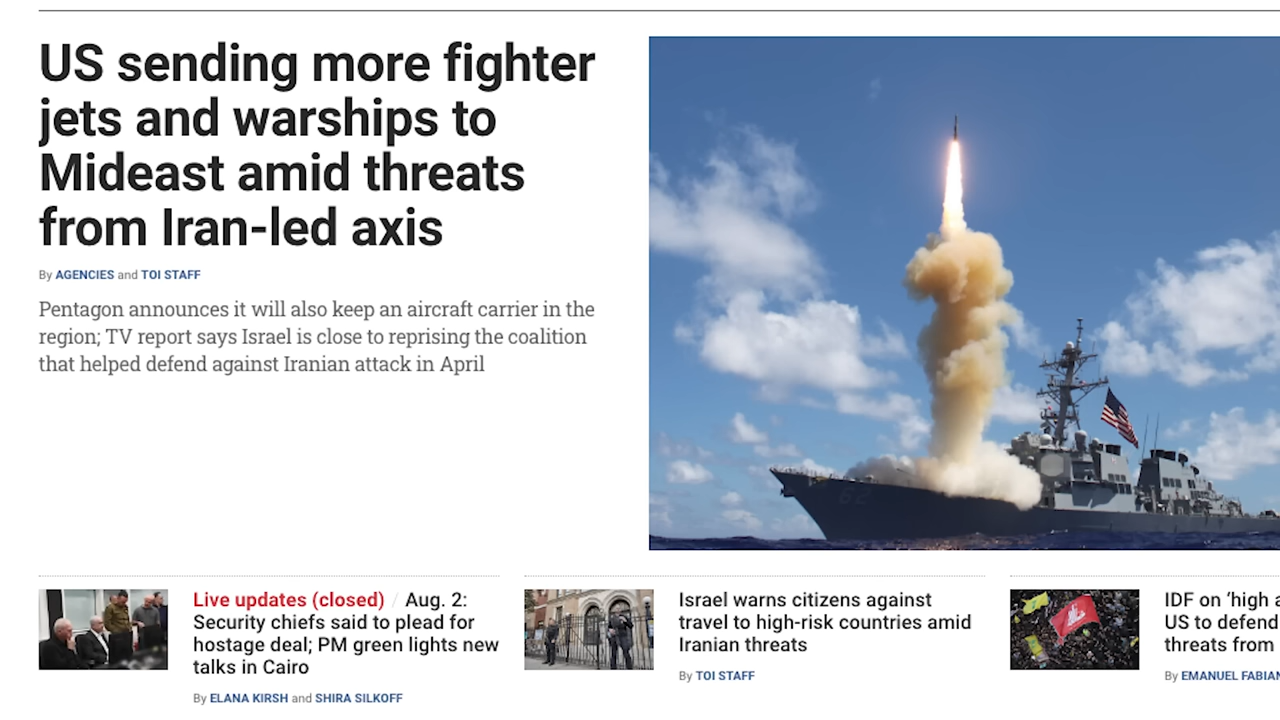 US sending more fighter
jets and warships to
Mideast amid threats
from Iran-led axis
By AGENCIES and TOI STAFF
Pentagon announces it will also keep an aircraft carrier in the
region; TV report says Israel is close to reprising the coalition
that helped defend against Iranian attack in April
62
Live updates (closed) / Aug. 2:
Security chiefs said to plead for
hostage deal; PM green lights new
talks in Cairo
By ELANA KIRSH and SHIRA SILKOFF
Israel warns citizens against
travel to high-risk countries amid
Iranian threats
By TOI STAFF
IDF on ‘high a
US to defend
threats from
By EMANUEL FABIAN